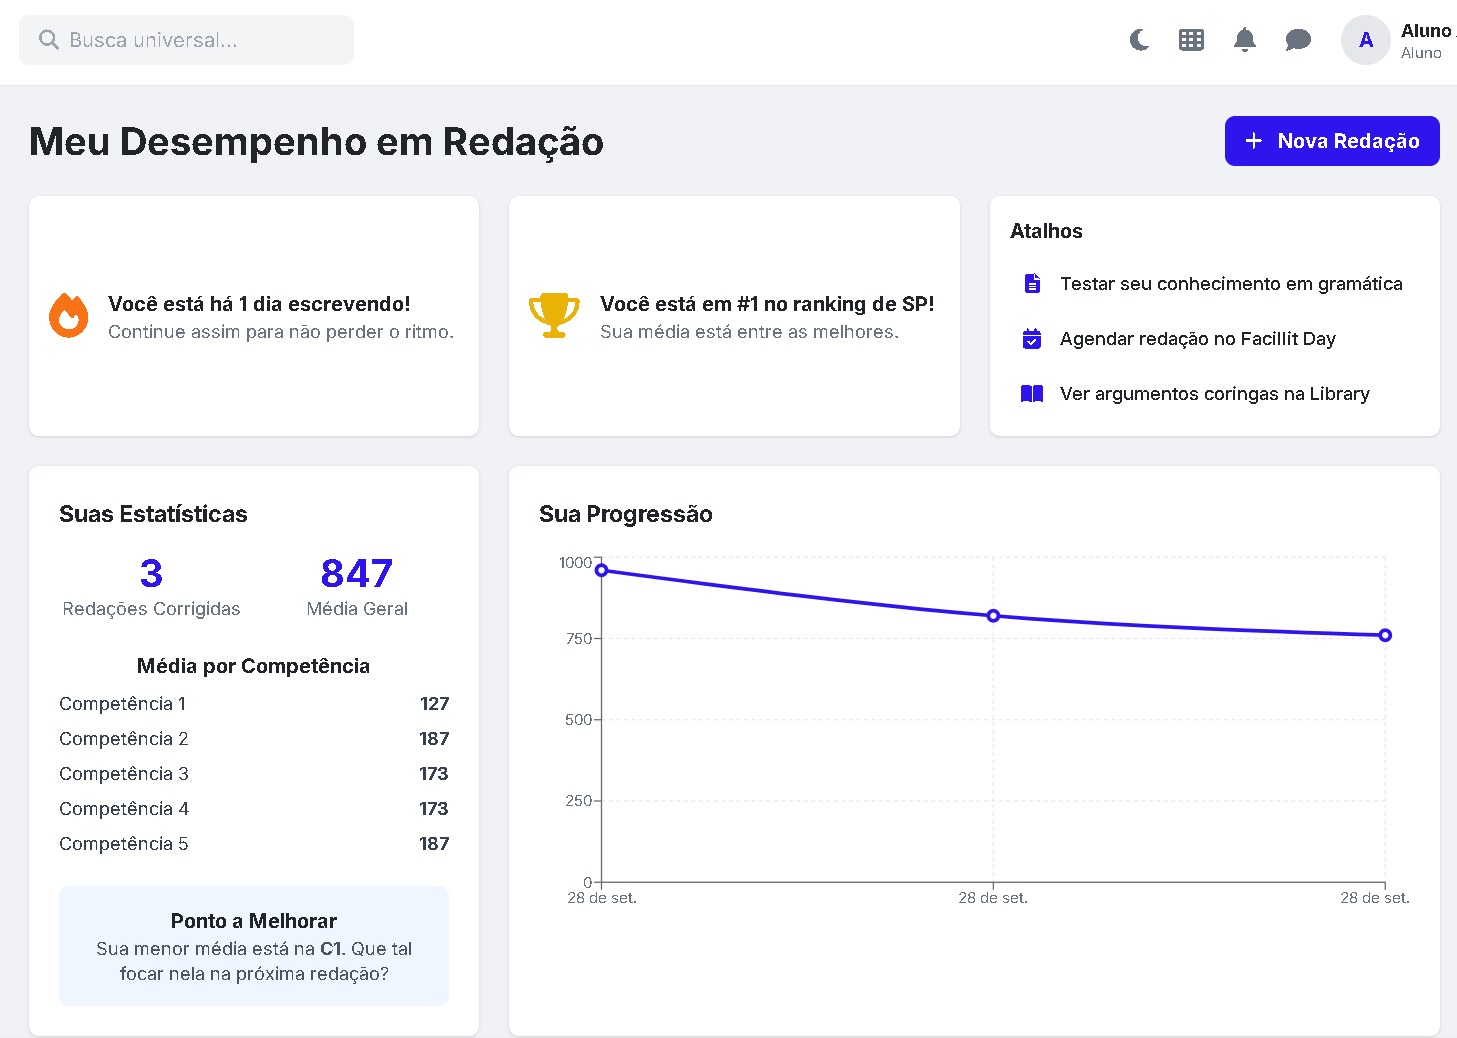 Busca universal...
A
Aluno
Aluno
Meu Desempenho em Redação
Nova Redação
Você está há 1 dia escrevendo!
Continue assim para não perder o ritmo.
Você está em #1 no ranking de SP!
Sua média está entre as melhores.
Atalhos
Testar seu conhecimento em gramática
Agendar redação no Facillit Day
Ver argumentos coringas na Library
Suas Estatísticas
3
Redações Corrigidas
847
Média Geral
Média por Competência
Competência 1 127
Competência 2 187
Competência 3 173
Competência 4 173
Competência 5 187
Ponto a Melhorar
Sua menor média está na C1. Que tal
focar nela na próxima redação?
Sua Progressão
1000
750
500
250
0
28 de set. 28 de set. 28 de set.